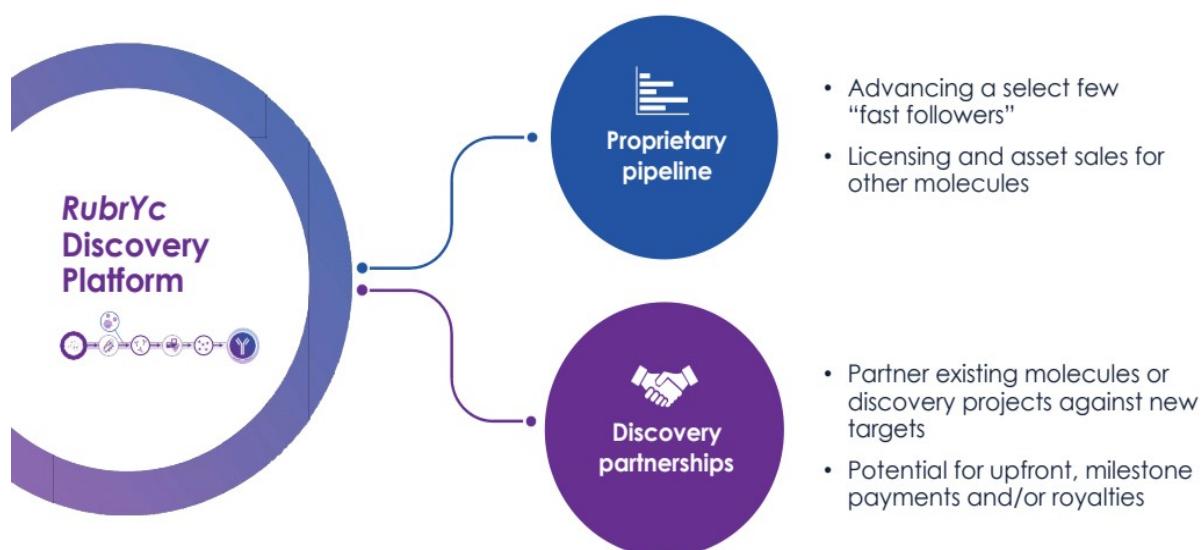 RubrYc
Discovery
Platform
Proprietary
pipeline
• Advancing a select few
“fast followers”
• Licensing and asset sales for
other molecules
Discovery
partnerships
• Partner existing molecules or
discovery projects against new
targets
• Potential for upfront, milestone
payments and/or royalties